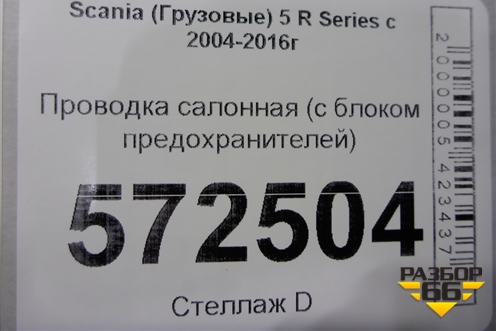 Scania (Грузовые) 5 R Series с
2004-2016г
Проводка салонная (с блоком
предохранителей)
572504
Стеллаж D
2000005423437
РАЗБОР
66